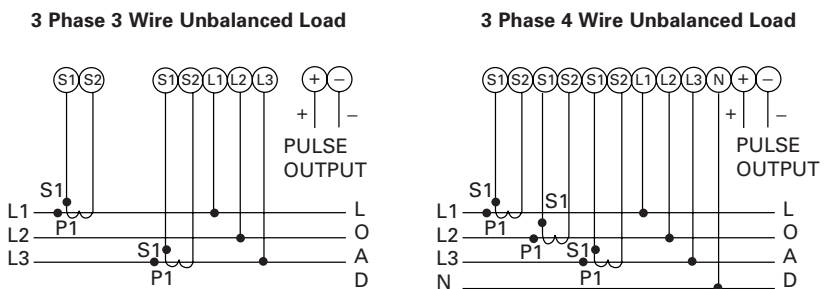 3 Phase 3 Wire Unbalanced Load
S1 S2 S1 S2 L1 L2 L3 + –
+ –
PULSE
OUTPUT
S1
L1 L
P1
L2 O
S1
L3 A
P1
D
3 Phase 4 Wire Unbalanced Load
S1 S2 S1 S2 S1 S2 L1 L2 L3 N + –
+ –
PULSE
OUTPUT
S1
S1
L1 L
P1
L2 O
P1 S1
L3 A
P1
N D